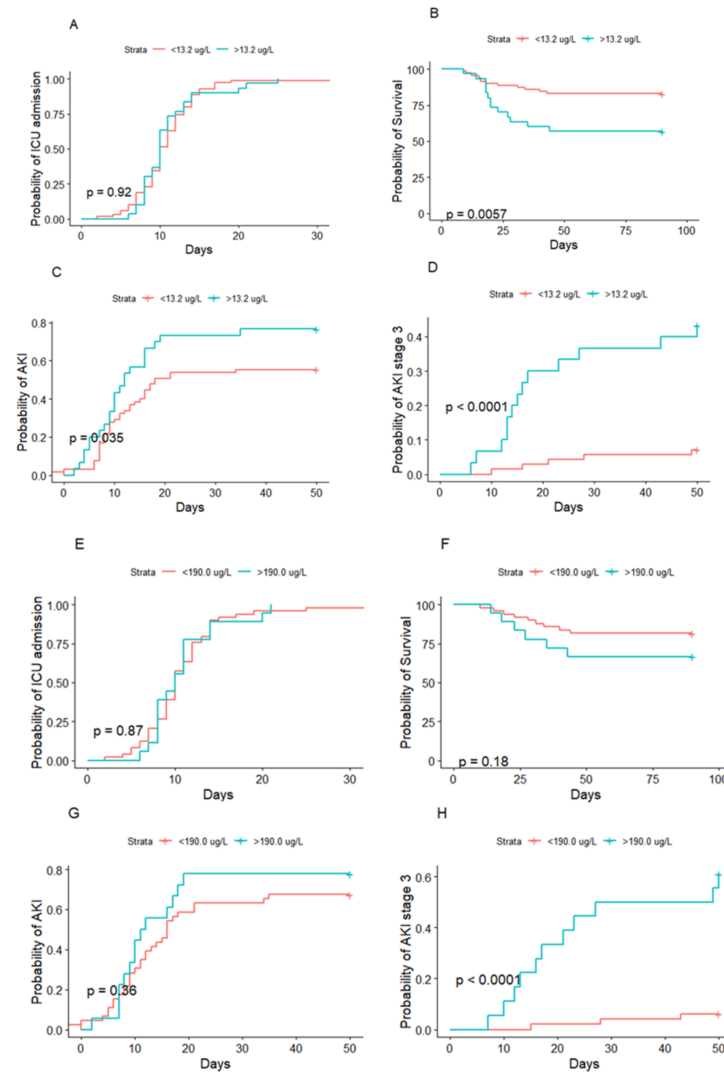 A
Strata <13.2 ug/L >13.2 ug/L
Probability of ICU admission
1.00
0.75
0.50
0.25
0.00
p = 0.92
0 10 20 30
Days
B
Strata <13.2 ug/L >13.2 ug/L
Probability of Survival
100
75
50
25
0
p = 0.0057
0 25 50 75 100
Days
C
Strata <13.2 ug/L >13.2 ug/L
Probability of AKI
0.8
0.6
0.4
0.2
0.0
p = 0.035
0 10 20 30 40 50
Days
D
Strata <13.2 ug/L >13.2 ug/L
Probability of AKI stage 3
0.4
0.3
0.2
0.1
0.0
p < 0.0001
0 10 20 30 40 50
Days
E
Strata <190.0 ug/L >190.0 ug/L
Probability of ICU admission
1.00
0.75
0.50
0.25
0.00
p = 0.87
0 10 20 30
Days
F
Strata <190.0 ug/L >190.0 ug/L
Probability of Survival
100
75
50
25
0
p = 0.18
0 25 50 75 100
Days
G
Strata <190.0 ug/L >190.0 ug/L
Probability of AKI
0.8
0.6
0.4
0.2
0.0
p = 0.36
0 10 20 30 40 50
Days
H
Strata <190.0 ug/L >190.0 ug/L
Probability of AKI stage 3
0.6
0.4
0.2
0.0
p < 0.0001
0 10 20 30 40 50
Days